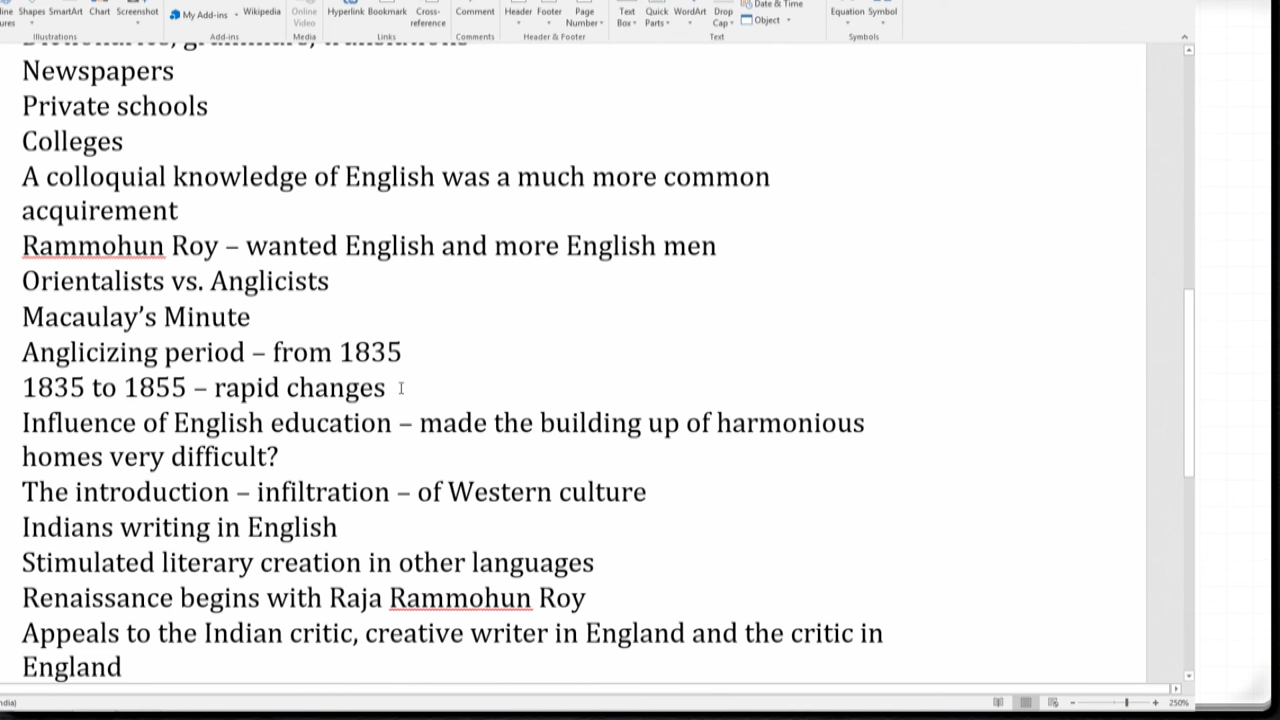 Shapes SmartArt Chart Screenshot My Add-ins Wikipedia Online Video Hyperlink Bookmark Cross-reference Comment Header Footer Page Number Text Box Quick Parts WordArt Drop Cap Date & Time Object Equation Symbol
Illustrations Add-ins Media Links Comments Header & Footer Text Symbols
Newspapers
Private schools
Colleges
A colloquial knowledge of English was a much more common
acquirement
Rammohun Roy – wanted English and more English men
Orientalists vs. Anglicists
Macaulay’s Minute
Anglicizing period – from 1835
1835 to 1855 – rapid changes
Influence of English education – made the building up of harmonious
homes very difficult?
The introduction – infiltration – of Western culture
Indians writing in English
Stimulated literary creation in other languages
Renaissance begins with Raja Rammohun Roy
Appeals to the Indian critic, creative writer in England and the critic in
England
250%